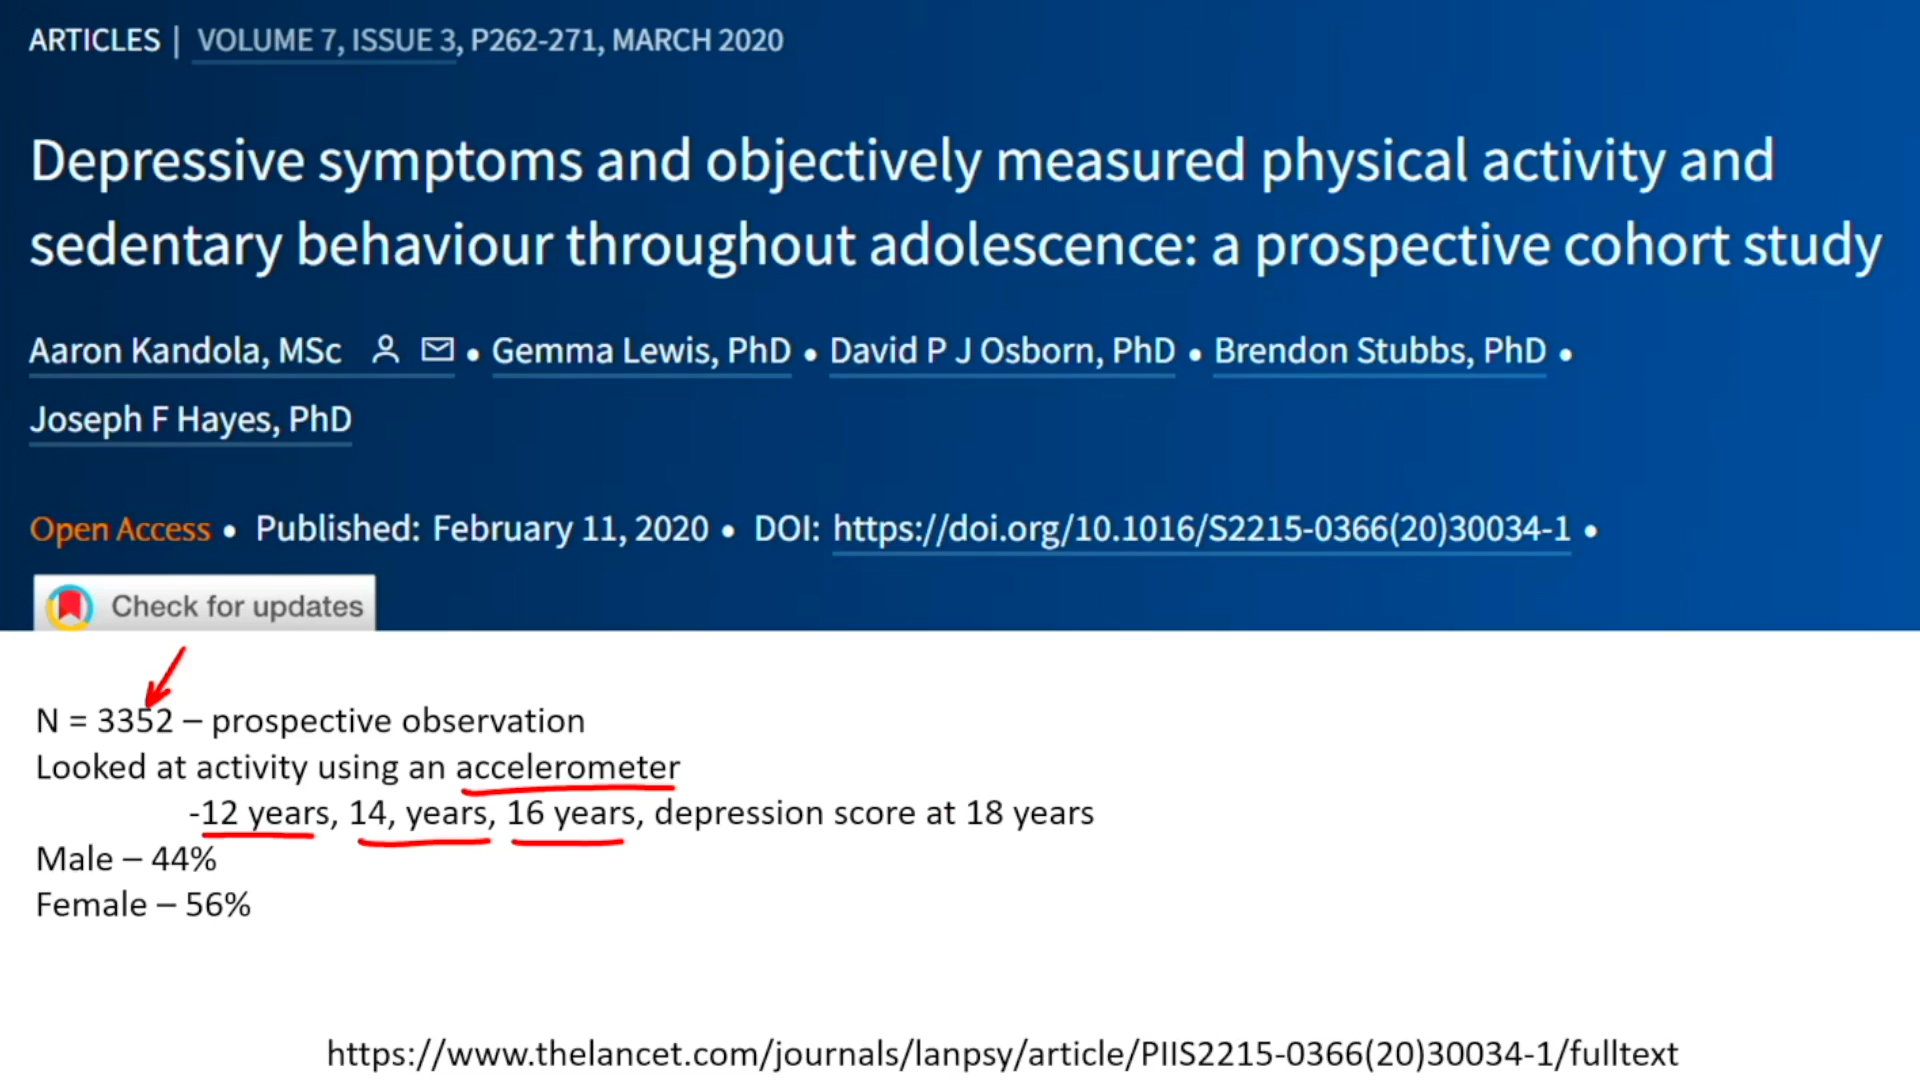 ARTICLES | VOLUME 7, ISSUE 3, P262-271, MARCH 2020
Depressive symptoms and objectively measured physical activity and
sedentary behaviour throughout adolescence: a prospective cohort study
Aaron Kandola, MSc • Gemma Lewis, PhD • David P J Osborn, PhD • Brendon Stubbs, PhD •
Joseph F Hayes, PhD
Open Access • Published: February 11, 2020 • DOI: https://doi.org/10.1016/S2215-0366(20)30034-1 •
Check for updates
N = 3352 – prospective observation
Looked at activity using an accelerometer
-12 years, 14, years, 16 years, depression score at 18 years
Male – 44%
Female – 56%
https://www.thelancet.com/journals/lanpsy/article/PIIS2215-0366(20)30034-1/fulltext